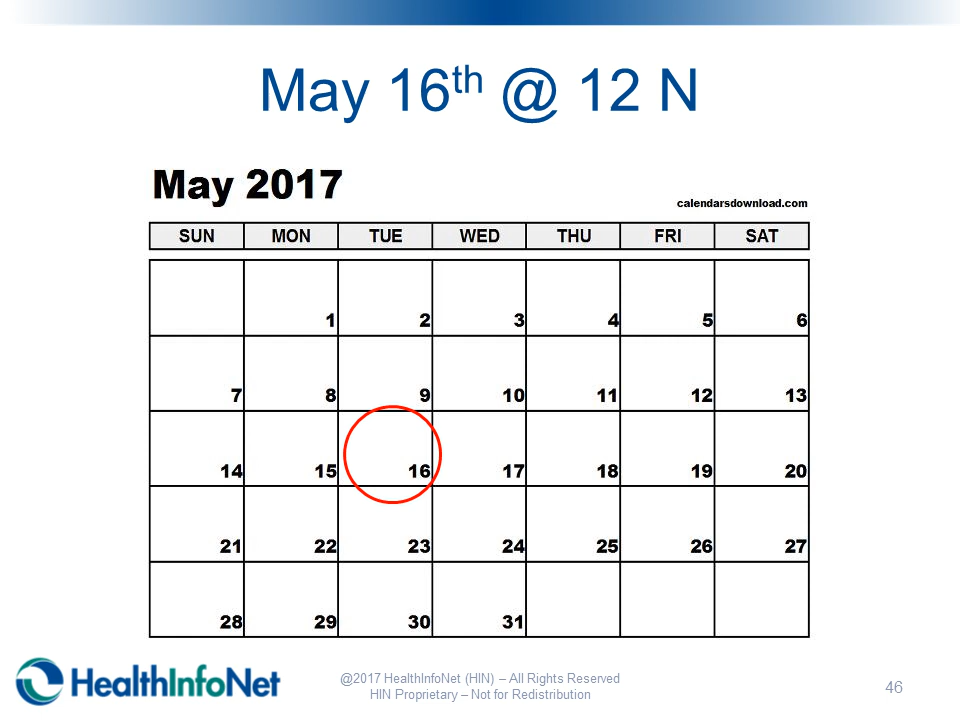 May 16th @ 12 N
May 2017
calendarsdownload.com
SUN MON TUE WED THU FRI SAT
1 2 3 4 5 6
7 8 9 10 11 12 13
14 15 16 17 18 19 20
21 22 23 24 25 26 27
28 29 30 31
HealthInfoNet
@2017 HealthInfoNet (HIN) – All Rights Reserved
HIN Proprietary – Not for Redistribution
46